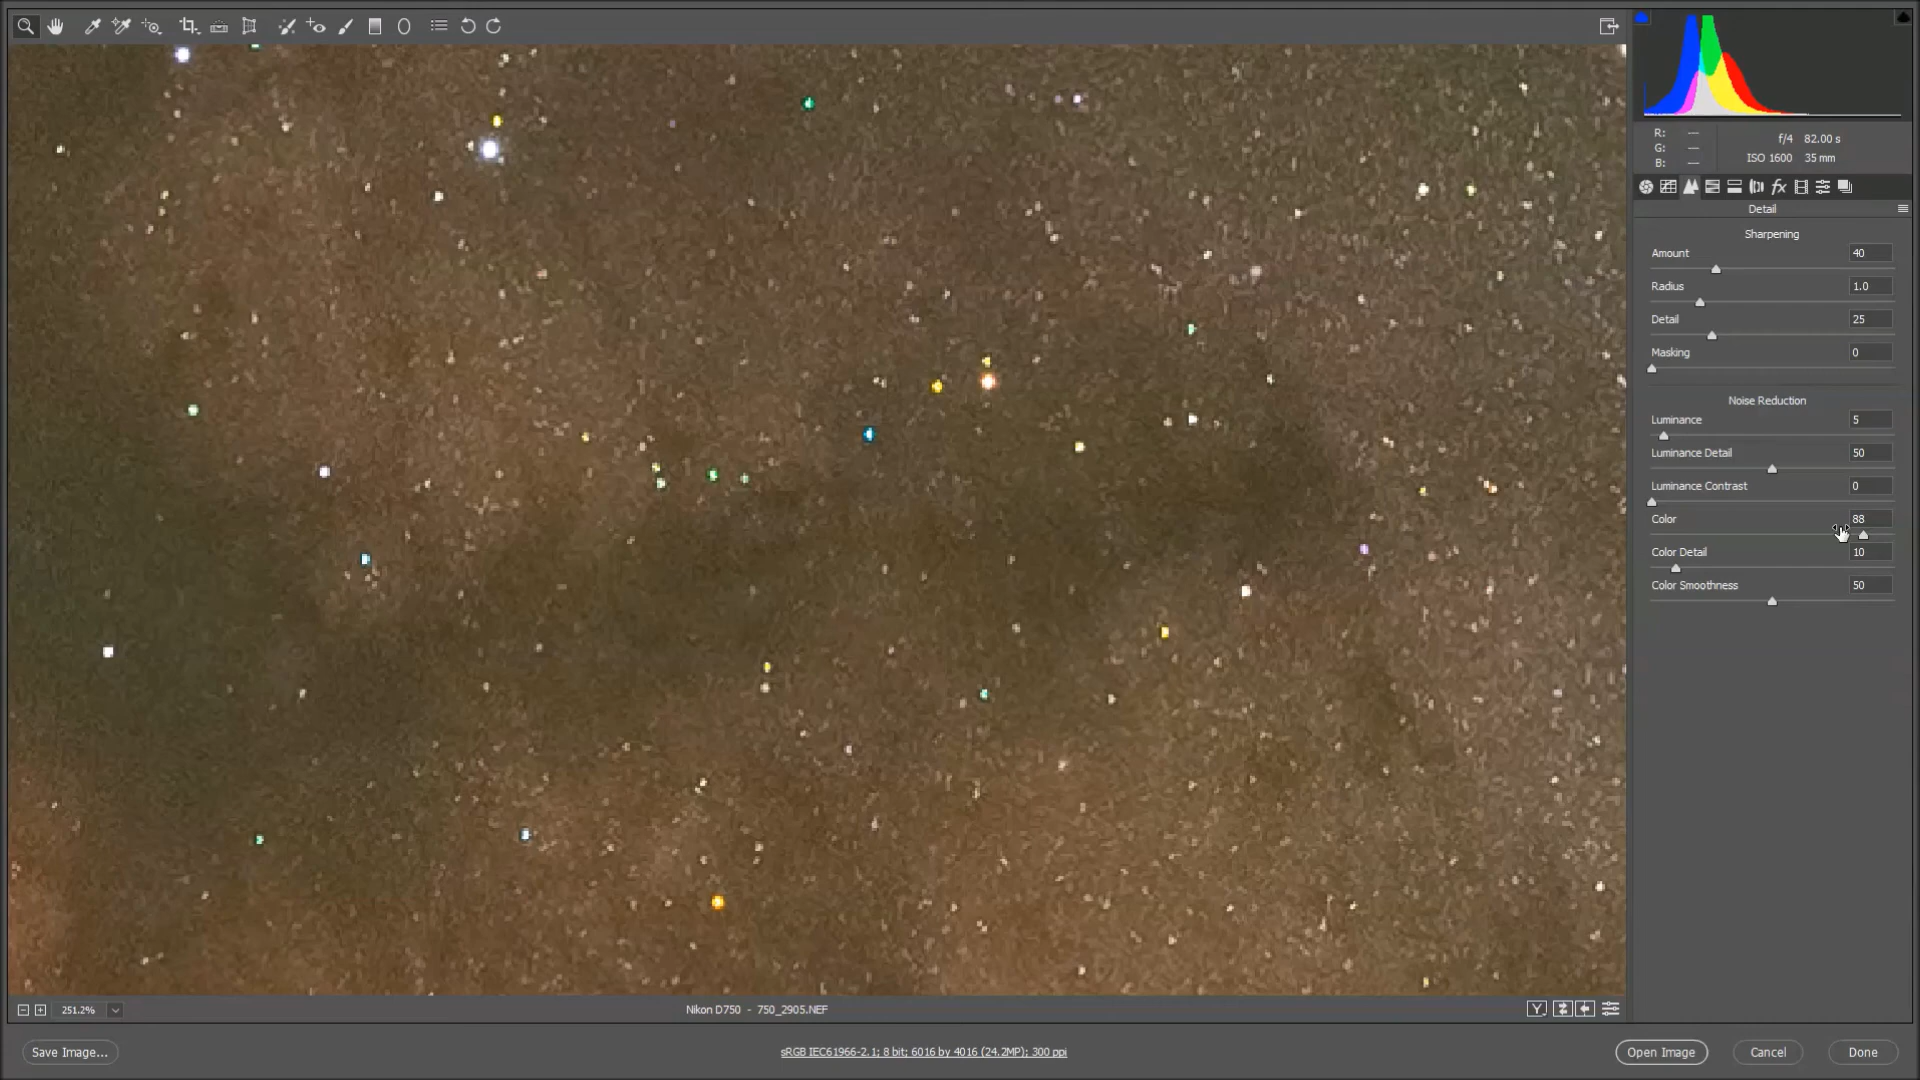 R: ---
G: ---
B: ---
f/4 82.00 s
ISO 1600 35 mm
fx
Detail
Sharpening
Amount 40
Radius 1.0
Detail 25
Masking 0
Noise Reduction
Luminance 5
Luminance Detail 50
Luminance Contrast 0
Color 88
Color Detail 10
Color Smoothness 50
251.2%
Nikon D750 - 750_2905.NEF
Y
Save Image...
sRGB IEC61966-2.1; 8 bit; 6016 by 4016 (24.2MP); 300 ppi
Open Image
Cancel
Done